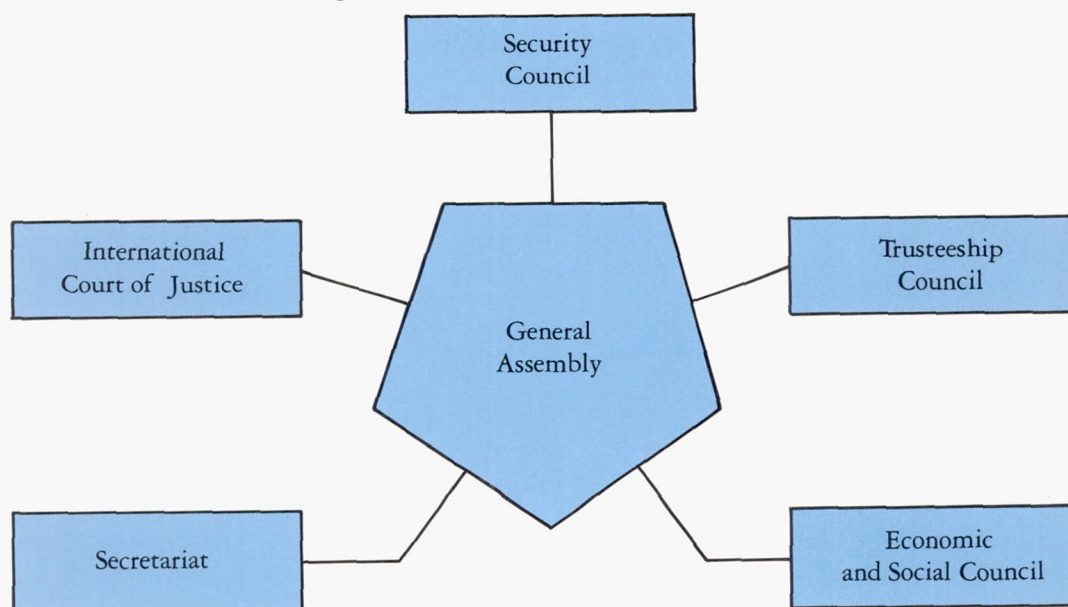 Security
Council
International
Court of Justice
Trusteeship
Council
General
Assembly
Secretariat
Economic
and Social Council